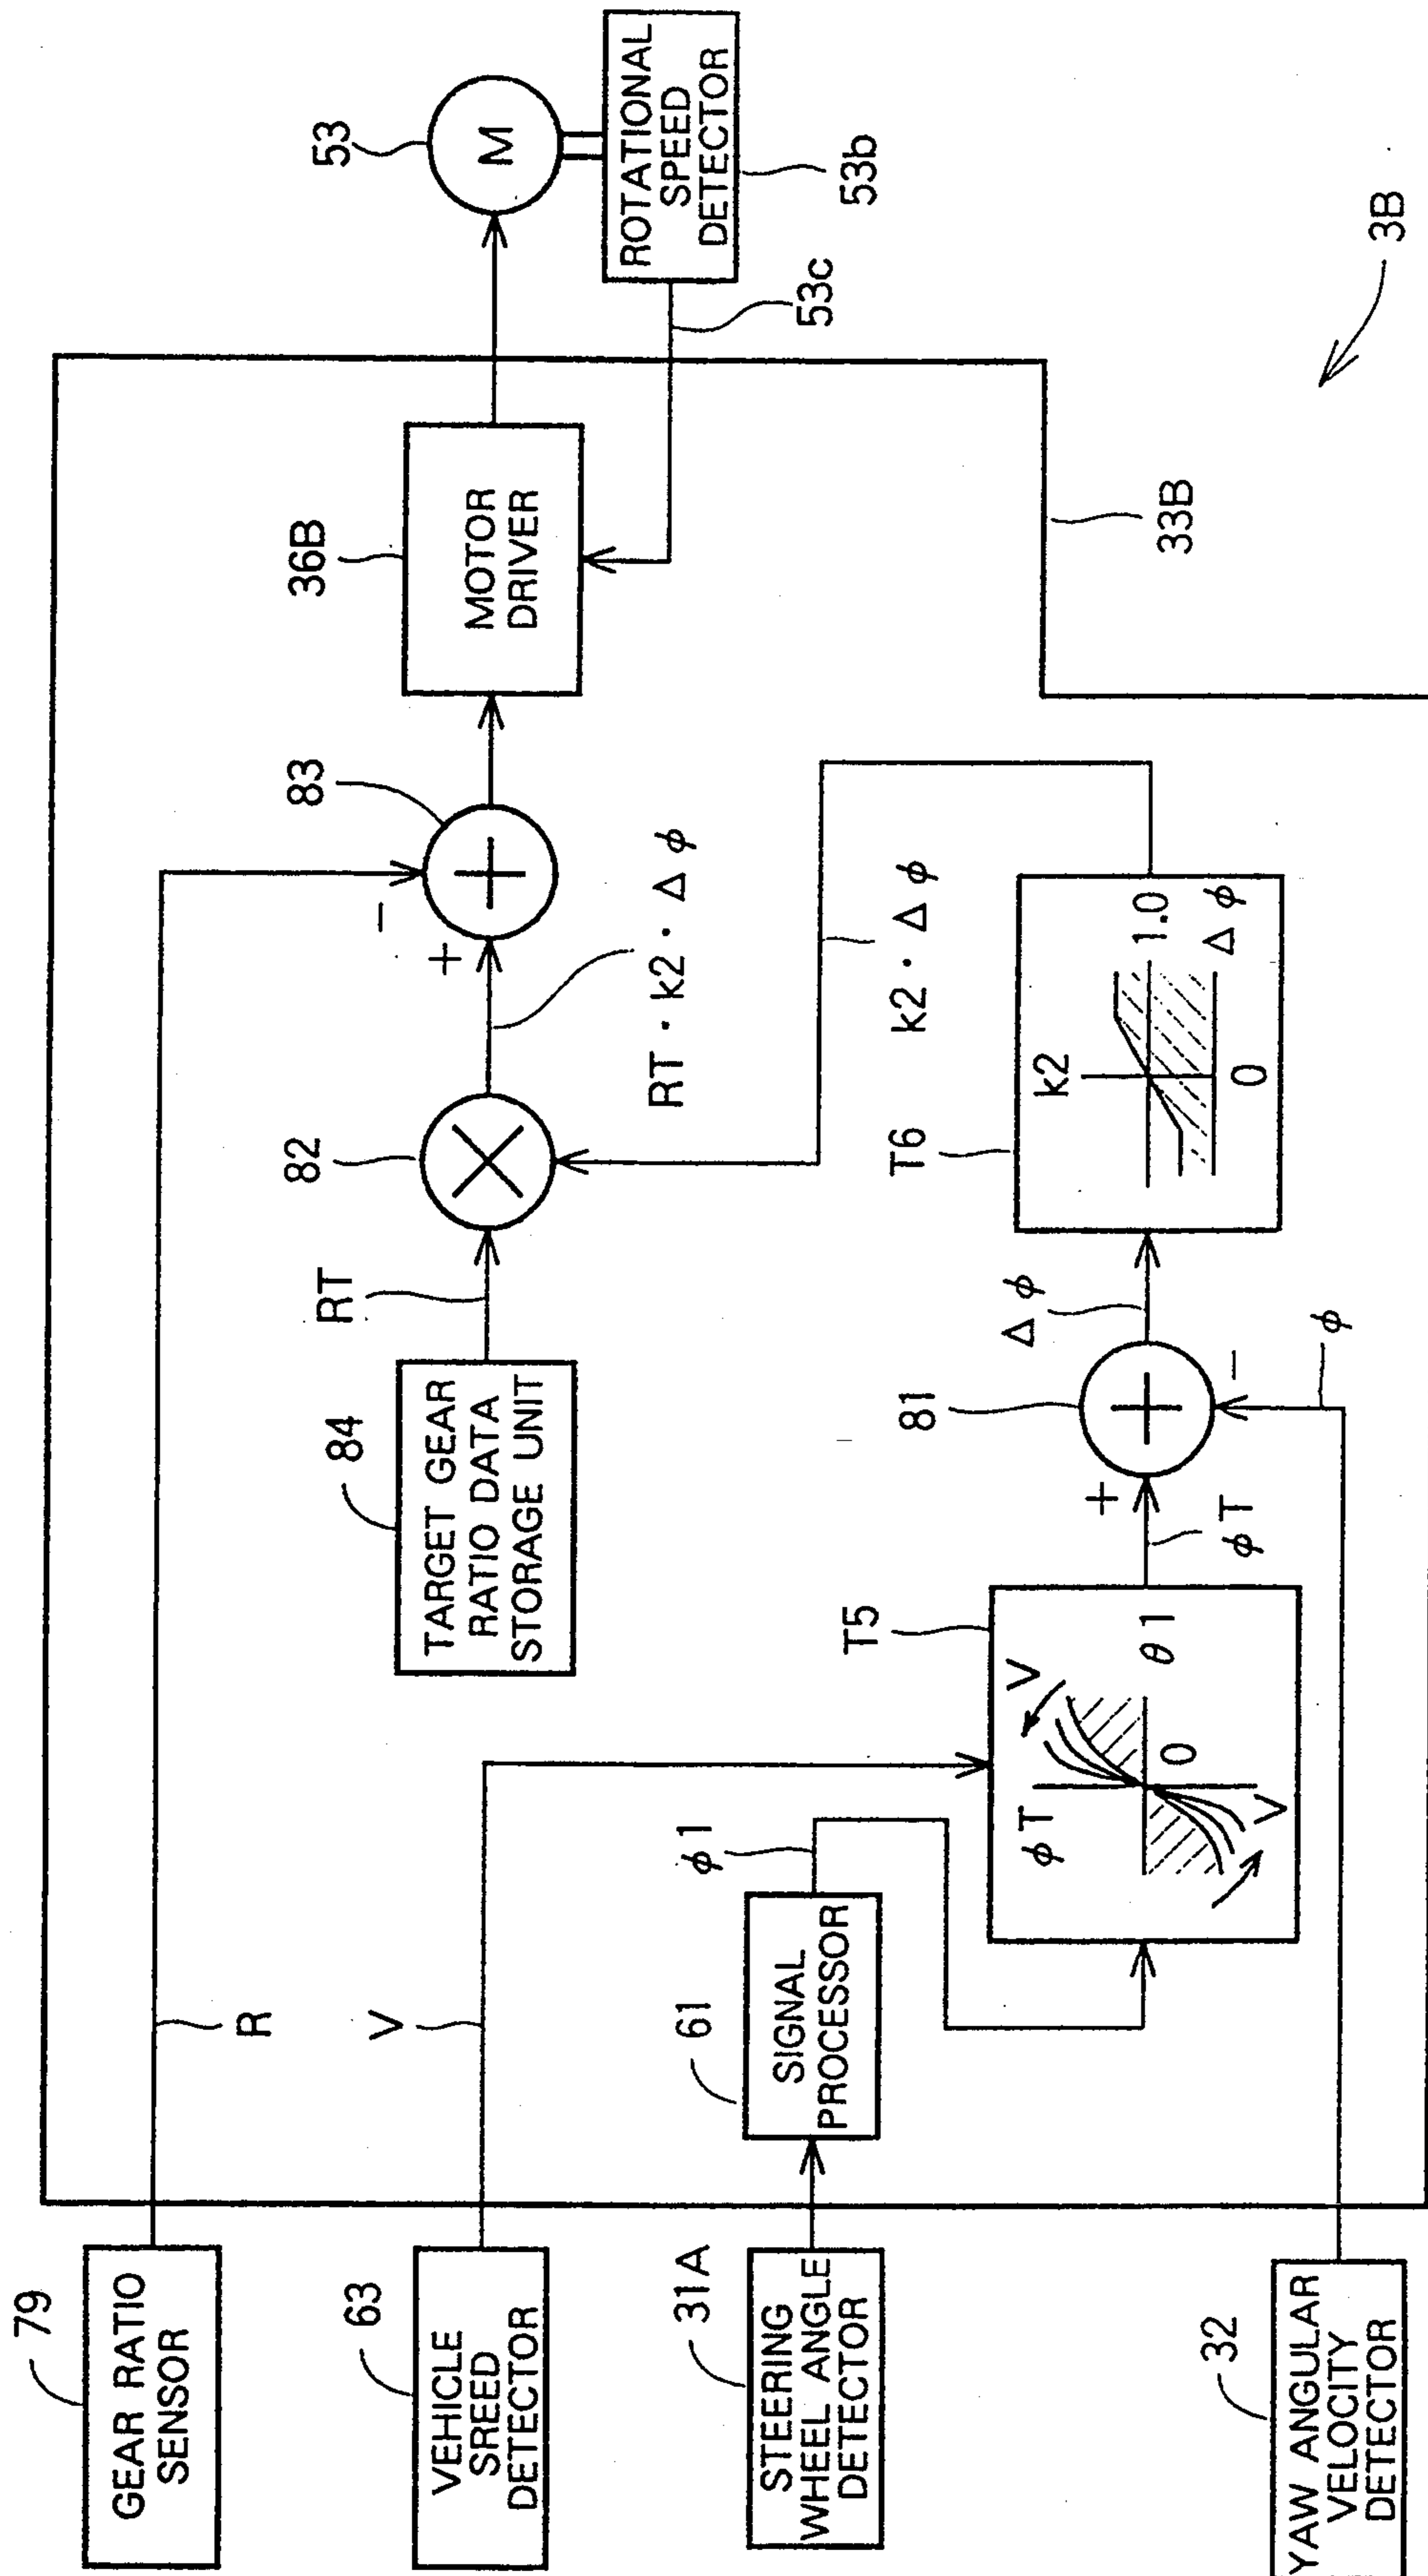 79
GEAR RATIO
SENSOR
R
63
VEHICLE
SREED
DETECTOR
V
31A
STEERING
WHEEL ANGLE
DETECTOR
61
SIGNAL
PROCESSOR
ϕ1
32
YAW ANGULAR
VELOCITY
DETECTOR
T5
ϕT
V
θ1
0
V
ϕT
+
81
-
ϕ
Δϕ
T6
k2
1.0
Δϕ
0
k2・Δϕ
84
TARGET GEAR
RATIO DATA
STORAGE UNIT
RT
82
RT・k2・Δϕ
+
-
83
36B
MOTOR
DRIVER
53
M
ROTATIONAL
SPEED
DETECTOR
53b
53c
33B
3B